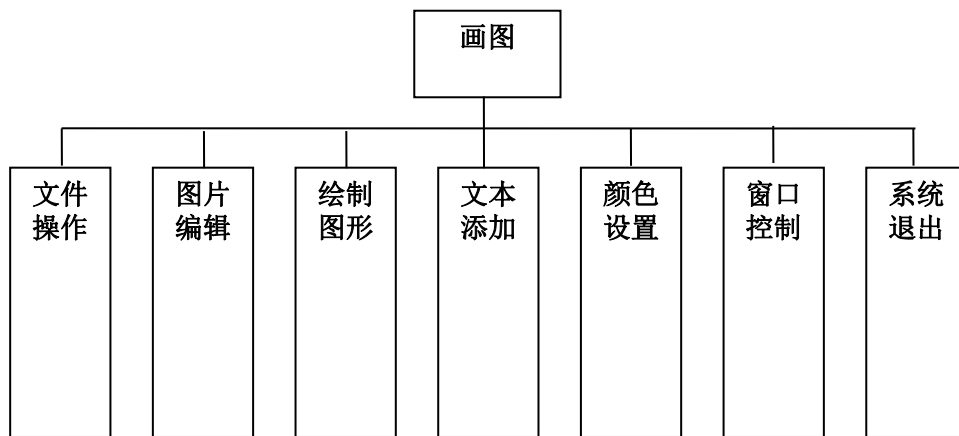 画图
文件
操作
图片
编辑
绘制
图形
文本
添加
颜色
设置
窗口
控制
系统
退出